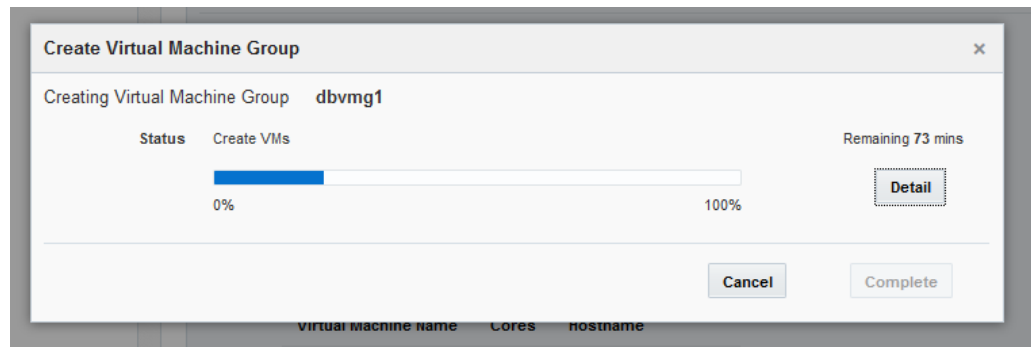 Create Virtual Machine Group ×
Creating Virtual Machine Group dbvmg1
Status Create VMs Remaining 73 mins
Detail
0% 100%
Cancel Complete
Virtual Machine Name Cores Hostname